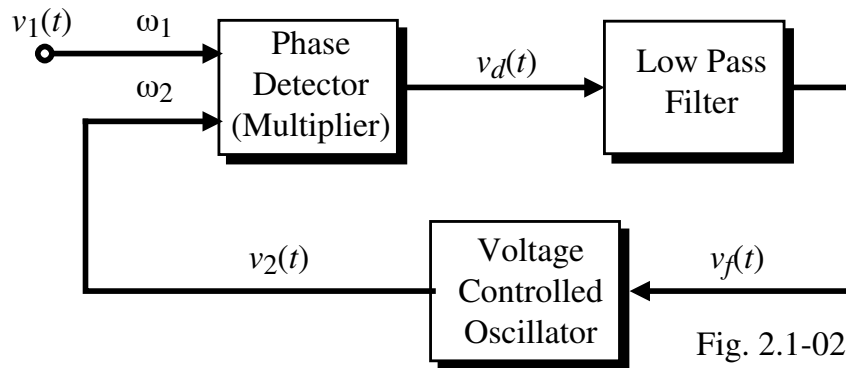 v1(t)
ω1
ω2
Phase
Detector
(Multiplier)
vd(t)
Low Pass
Filter
v2(t)
Voltage
Controlled
Oscillator
vf(t)
Fig. 2.1-02